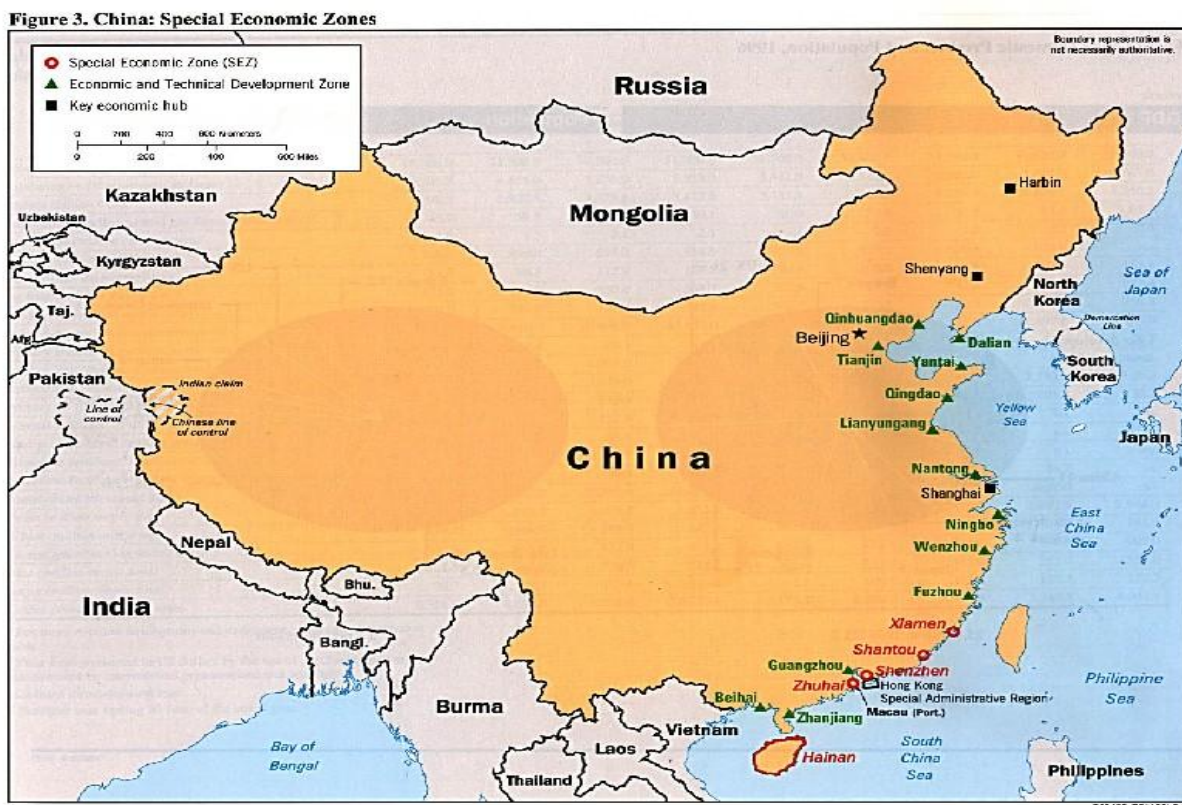 Figure 3. China: Special Economic Zones
Boundary representation is
not necessarily authoritative.
Special Economic Zone (SEZ)
Economic and Technical Development Zone
Key economic hub
0 200 400 600 Kilometers
0 200 400 600 Miles
Russia
Kazakhstan
Mongolia
Harbin
Uzbekistan
Kyrgyzstan
Shenyang
Sea of
Japan
North
Korea
Taj.
Qinhuangdao
Demarcation
Line
Beijing
Dalian
Afg.
Tianjin
Yantai
South
Korea
Pakistan
Indian claim
Line of
control
Chinese line
of control
Qingdao
Yellow
Sea
Lianyungang
Japan
China
Nantong
Shanghai
East
China
Sea
Ningbo
Nepal
Wenzhou
Bhu.
Fuzhou
India
Xiamen
Bangl.
Shantou
Guangzhou
Shenzhen
Zhuhai
Hong Kong
Special Administrative Region
Philippine
Sea
Macau (Port.)
Beihai
Burma
Zhanjiang
Vietnam
Bay of
Bengal
Laos
Hainan
South
China
Sea
Thailand
Philippines